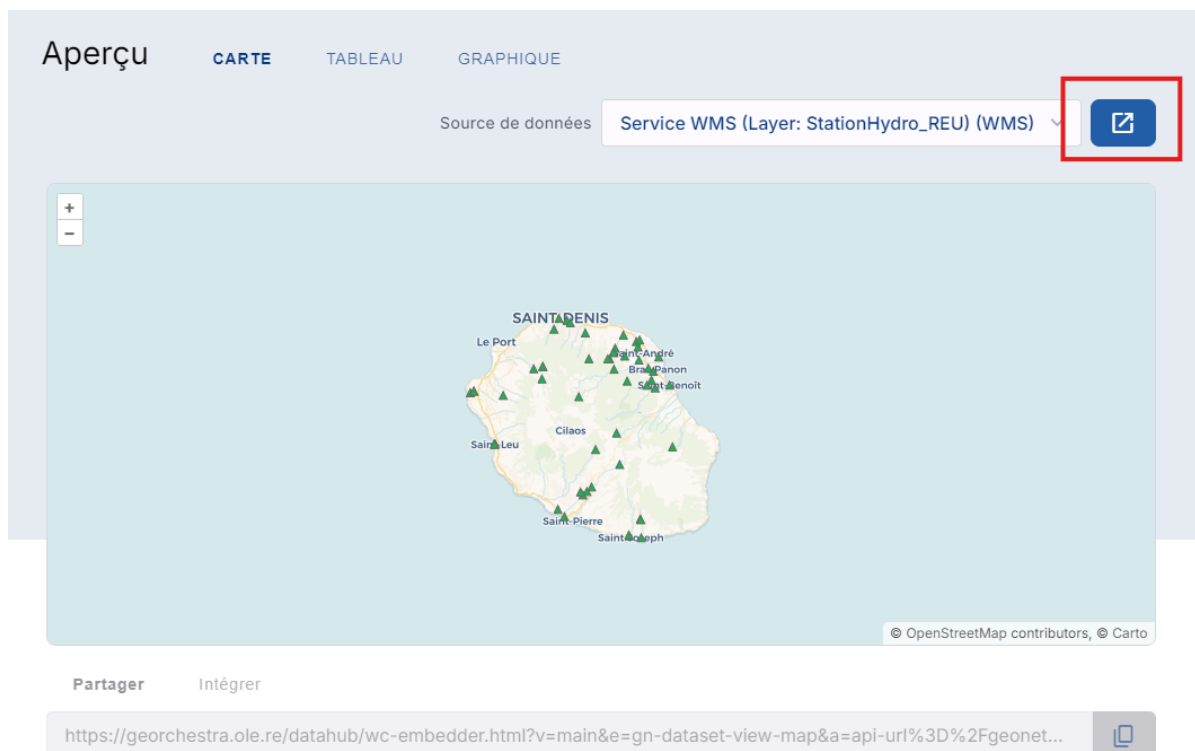 Aperçu CARTE TABLEAU GRAPHIQUE
Source de données Service WMS (Layer: StationHydro_REU) (WMS)
+
−
SAINT-DENIS
Le Port
Saint-André
Bras-Panon
Saint-Benoît
Cilaos
Saint-Leu
Saint-Pierre
Saint-Joseph
© OpenStreetMap contributors, © Carto
Partager Intégrer
https://georchestra.ole.re/datahub/wc-embedder.html?v=main&e=gn-dataset-view-map&a=api-url%3D%2Fgeonet...